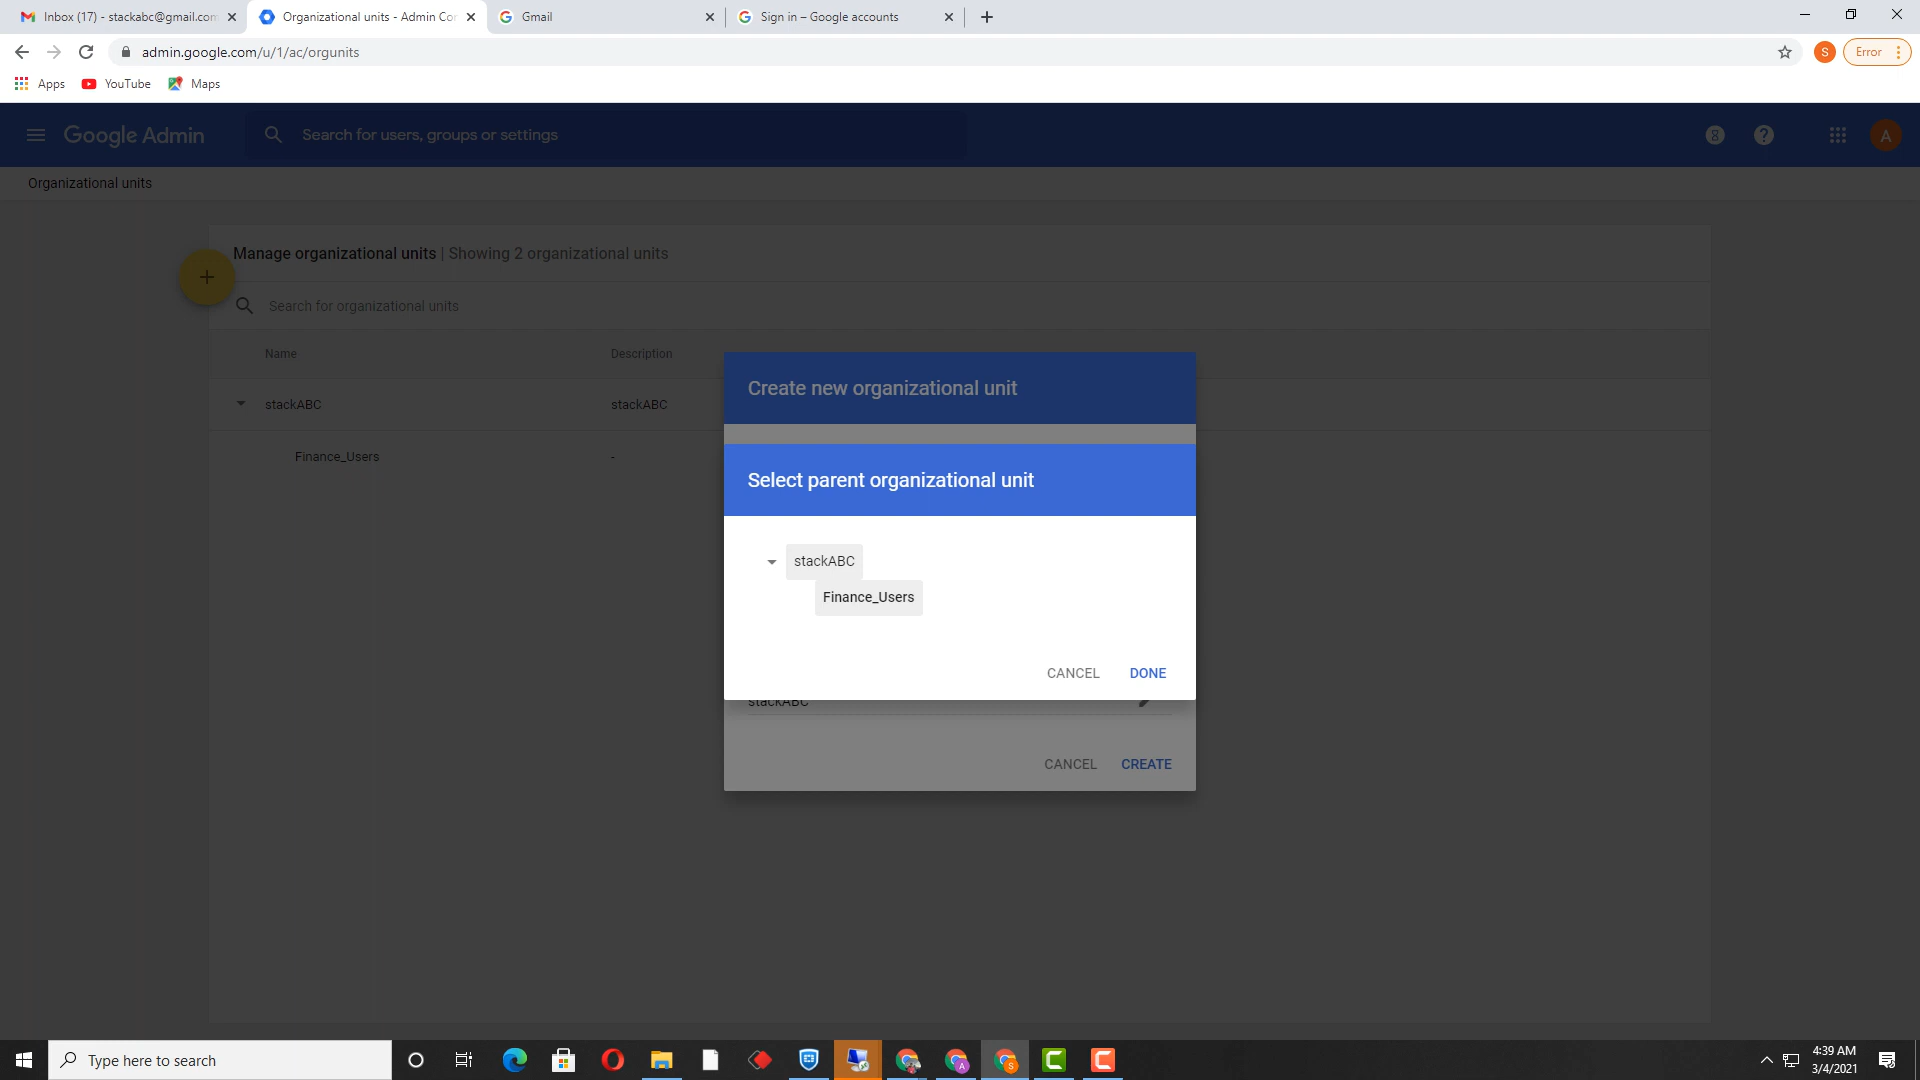 Inbox (17) - stackabc@gmail.com
Organizational units - Admin Con
Gmail
Sign in – Google accounts
admin.google.com/u/1/ac/orgunits
S
Error
Apps
YouTube
Maps
Google Admin
Search for users, groups or settings
8
?
A
Organizational units
Manage organizational units | Showing 2 organizational units
Search for organizational units
Name
Description
stackABC
stackABC
Finance_Users
-
Create new organizational unit
Select parent organizational unit
stackABC
Finance_Users
CANCEL
DONE
stackABC
CANCEL
CREATE
Type here to search
A
S
4:39 AM
3/4/2021